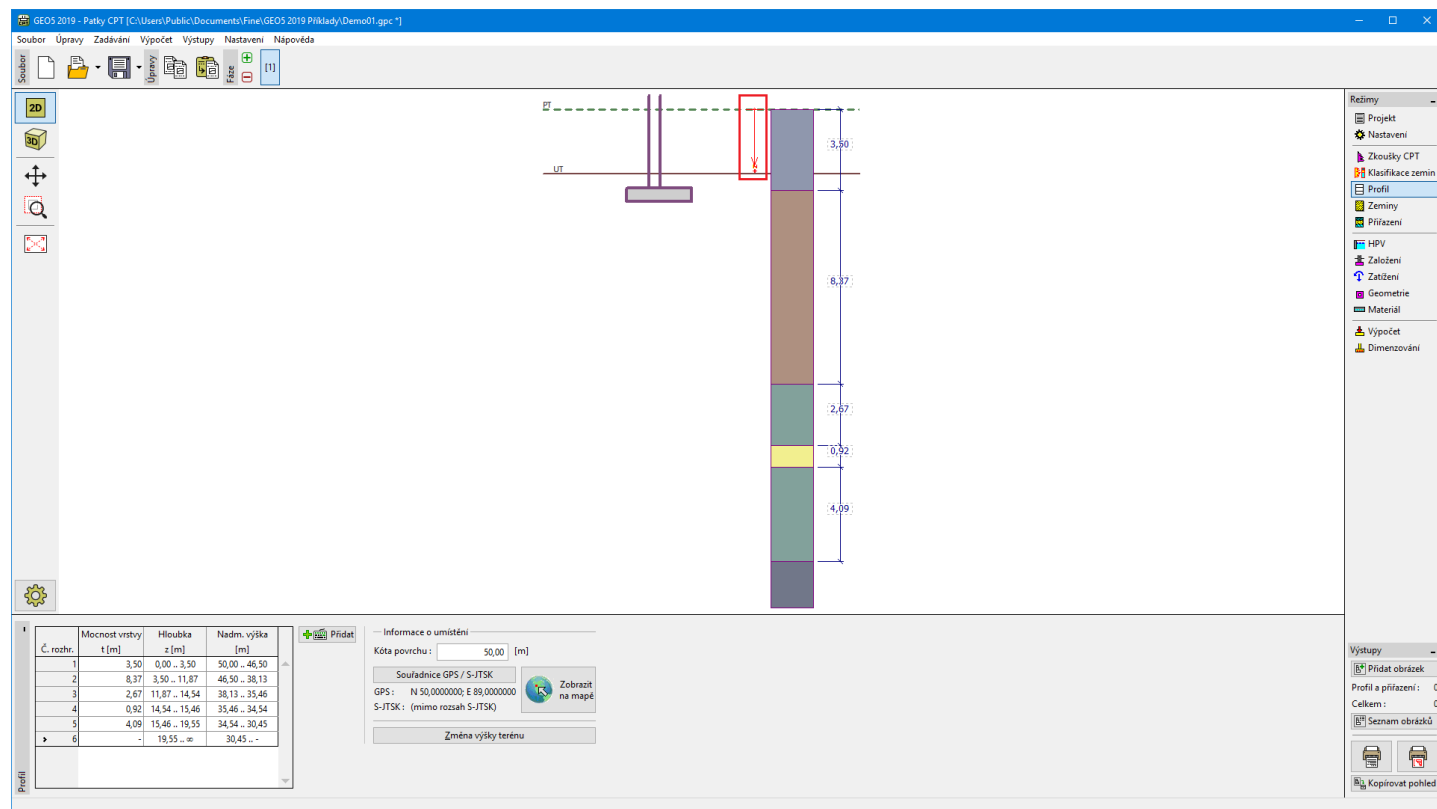 GEO5 2019 - Patky CPT [C:\Users\Public\Documents\Fine\GEO5 2019 Příklady\Demo01.gpc *]
Soubor Úpravy Zadávání Výpočet Výstupy Nastavení Nápověda
Soubor
Úpravy
Fáze
[1]
2D
3D
PT
UT
3,50
8,37
2,67
0,92
4,09
Režimy
Projekt
Nastavení
Zkoušky CPT
Klasifikace zemin
Profil
Zeminy
Přiřazení
HPV
Založení
Zatížení
Geometrie
Materiál
Výpočet
Dimenzování
Profil
Č. rozhr. Mocnost vrstvy t [m] Hloubka z [m] Nadm. výška [m]
1 3,50 0,00 .. 3,50 50,00 .. 46,50
2 8,37 3,50 .. 11,87 46,50 .. 38,13
3 2,67 11,87 .. 14,54 38,13 .. 35,46
4 0,92 14,54 .. 15,46 35,46 .. 34,54
5 4,09 15,46 .. 19,55 34,54 .. 30,45
6 - 19,55 .. ∞ 30,45 .. -
Přidat
Informace o umístění
Kóta povrchu : 50,00 [m]
Souřadnice GPS / S-JTSK
GPS : N 50,0000000; E 89,0000000
S-JTSK : (mimo rozsah S-JTSK)
Zobrazit
na mapě
Změna výšky terénu
Výstupy
Přidat obrázek
Profil a přiřazení : 0
Celkem : 0
Seznam obrázků
Kopírovat pohled